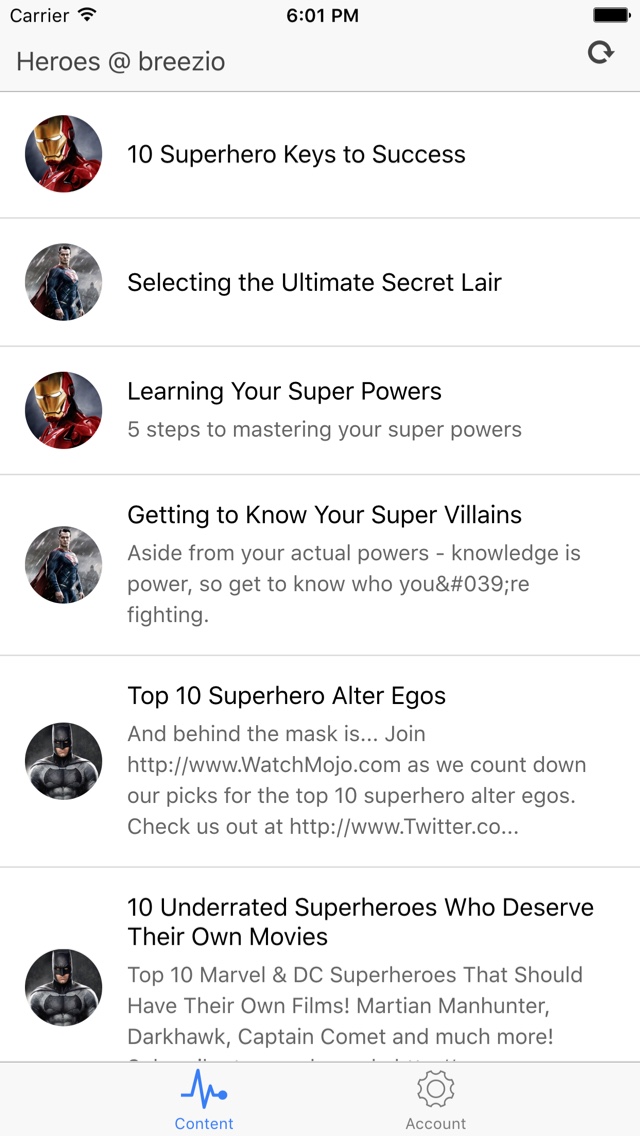 Carrier
6:01 PM
Heroes @ breezio
10 Superhero Keys to Success
Selecting the Ultimate Secret Lair
Learning Your Super Powers
5 steps to mastering your super powers
Getting to Know Your Super Villains
Aside from your actual powers - knowledge is
power, so get to know who you&#039;re
fighting.
Top 10 Superhero Alter Egos
And behind the mask is... Join
http://www.WatchMojo.com as we count down
our picks for the top 10 superhero alter egos.
Check us out at http://www.Twitter.co...
10 Underrated Superheroes Who Deserve
Their Own Movies
Top 10 Marvel & DC Superheroes That Should
Have Their Own Films! Martian Manhunter,
Darkhawk, Captain Comet and much more!
Content
Account